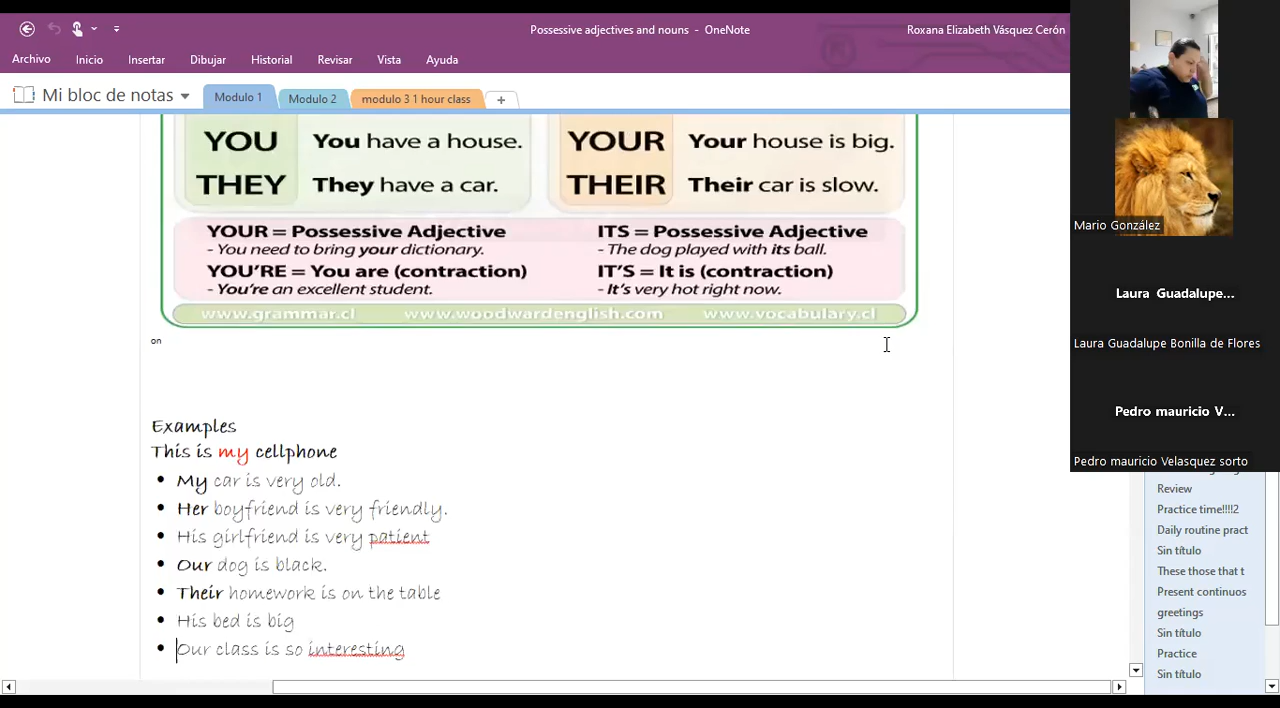 Possessive adjectives and nouns - OneNote
Roxana Elizabeth Vásquez Cerón
Archivo Inicio Insertar Dibujar Historial Revisar Vista Ayuda
Mi bloc de notas Modulo 1 Modulo 2 modulo 3 1 hour class +
YOU You have a house. YOUR Your house is big.
THEY They have a car. THEIR Their car is slow.
YOUR = Possessive Adjective ITS = Possessive Adjective
- You need to bring your dictionary. - The dog played with its ball.
YOU'RE = You are (contraction) IT'S = It is (contraction)
- You're an excellent student. - It's very hot right now.
www.grammar.cl www.woodwardenglish.com www.vocabulary.cl
on
Examples
This is my cellphone
• My car is very old.
• Her boyfriend is very friendly.
• His girlfriend is very patient
• Our dog is black.
• Their homework is on the table
• His bed is big
• Our class is so interesting
Mario González
Laura Guadalupe...
Laura Guadalupe Bonilla de Flores
Pedro mauricio V...
Pedro mauricio Velasquez sorto
Review
Practice time!!!!2
Daily routine pract
Sin título
These those that t
Present continuos
greetings
Sin título
Practice
Sin título